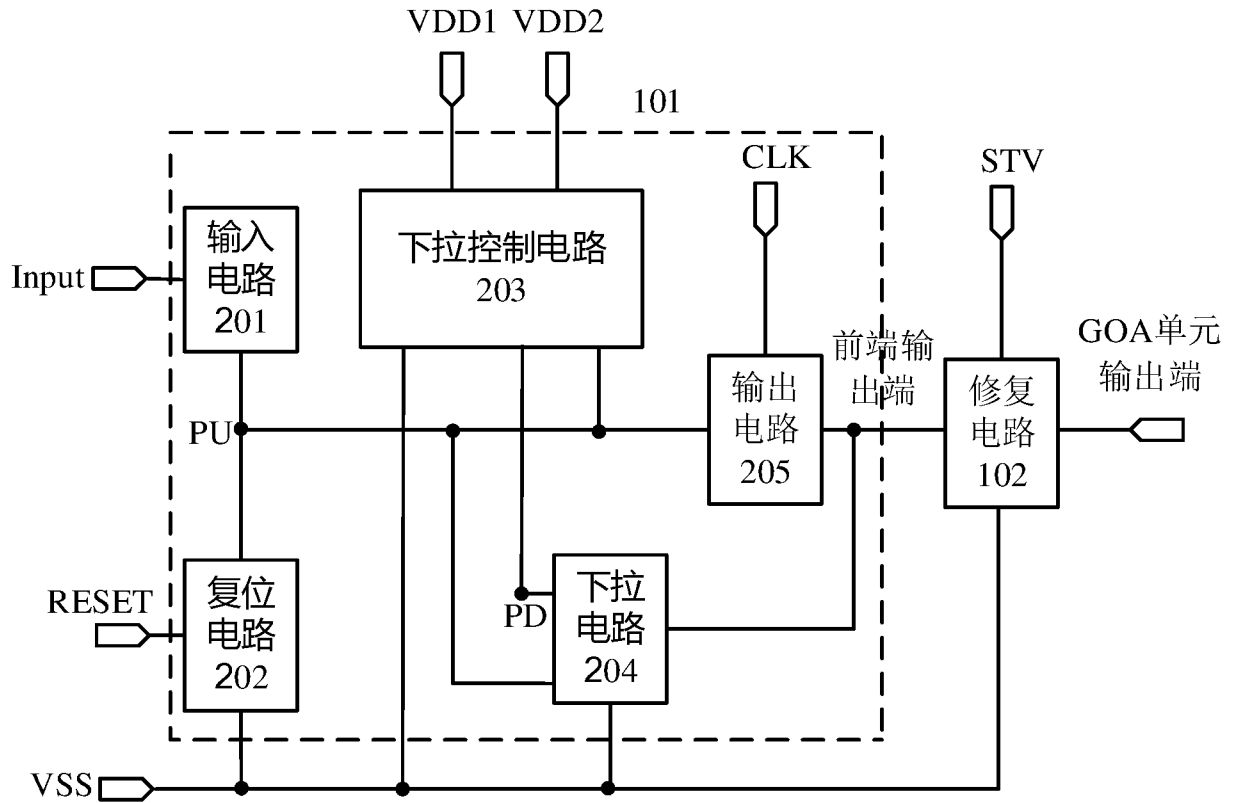 VDD1 VDD2
101
CLK
STV
输入
电路
201
Input
下拉控制电路
203
前端输
出端
GOA单元
输出端
输出
电路
205
修复
电路
102
PU
复位
电路
202
RESET
PD
下拉
电路
204
VSS